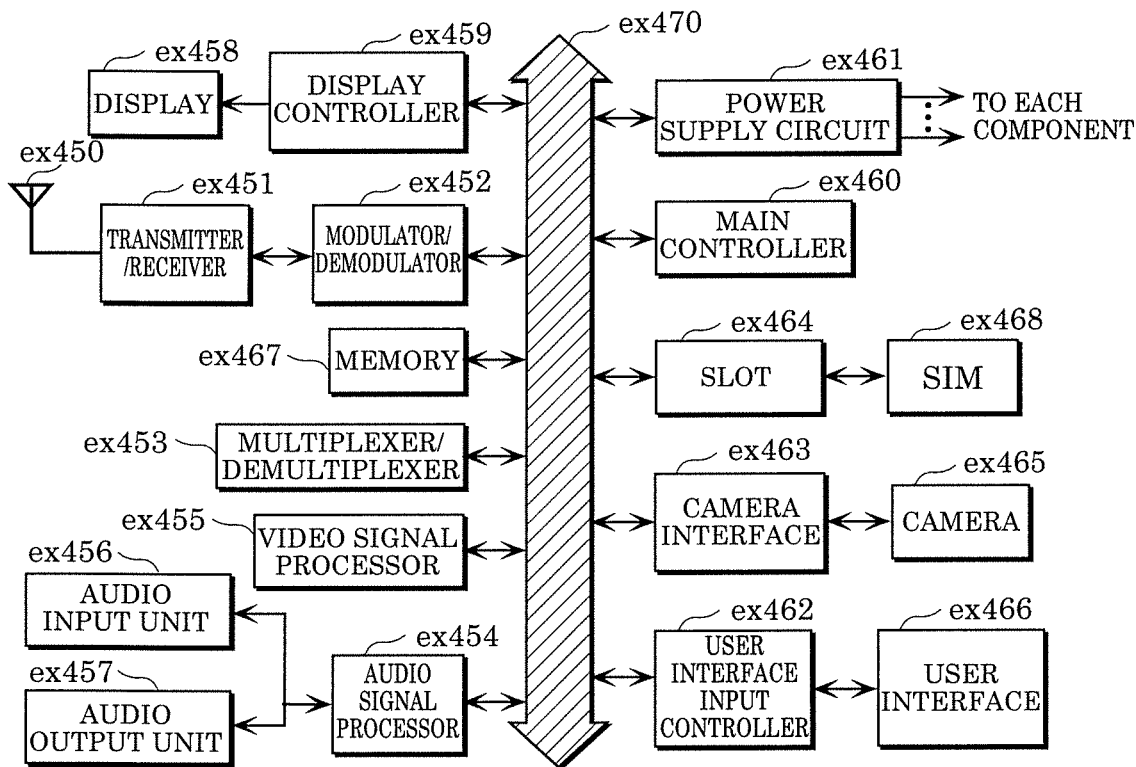 ex470
ex459
ex458
DISPLAY
CONTROLLER
DISPLAY
ex461
POWER
SUPPLY CIRCUIT
TO EACH
COMPONENT
ex450
ex451
ex452
TRANSMITTER
/RECEIVER
MODULATOR/
DEMODULATOR
ex460
MAIN
CONTROLLER
ex467
MEMORY
ex464
SLOT
ex468
SIM
ex453
MULTIPLEXER/
DEMULTIPLEXER
ex463
CAMERA
INTERFACE
ex465
CAMERA
ex455
VIDEO SIGNAL
PROCESSOR
ex456
AUDIO
INPUT UNIT
ex457
AUDIO
OUTPUT UNIT
ex454
AUDIO
SIGNAL
PROCESSOR
ex462
USER
INTERFACE
INPUT
CONTROLLER
ex466
USER
INTERFACE